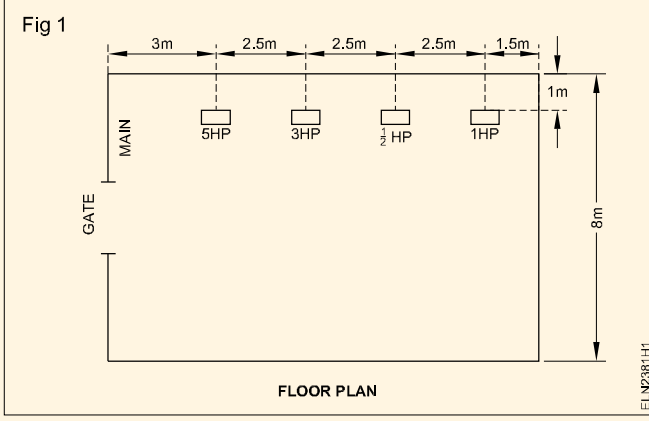 Fig 1
3m 2.5m 2.5m 2.5m 1.5m
1m
5HP 3HP ½ HP 1HP
MAIN
GATE
8m
FLOOR PLAN
ELN2381H1